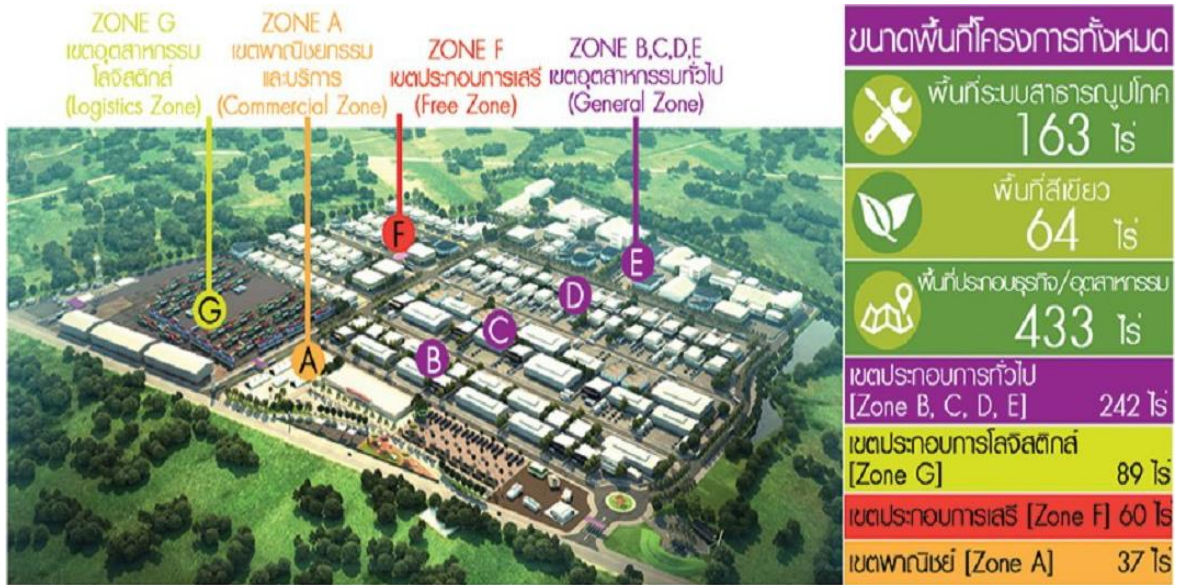 ZONE G
เขตอุตสาหกรรม
โลจิสติกส์
(Logistics Zone)
ZONE A
เขตพาณิชยกรรม
และบริการ
(Commercial Zone)
ZONE F
เขตประกอบการเสรี
(Free Zone)
ZONE B,C,D,E
เขตอุตสาหกรรมทั่วไป
(General Zone)
F
E
G
D
C
A
B
ขนาดพื้นที่โครงการทั้งหมด
พื้นที่ระบบสาธารณูปโภค
163 ไร่
พื้นที่สีเขียว
64 ไร่
พื้นที่ประกอบธุรกิจ/อุตสาหกรรม
433 ไร่
เขตประกอบการทั่วไป
[Zone B, C, D, E] 242 ไร่
เขตประกอบการโลจิสติกส์
[Zone G] 89 ไร่
เขตประกอบการเสรี [Zone F] 60 ไร่
เขตพาณิชย์ [Zone A] 37 ไร่